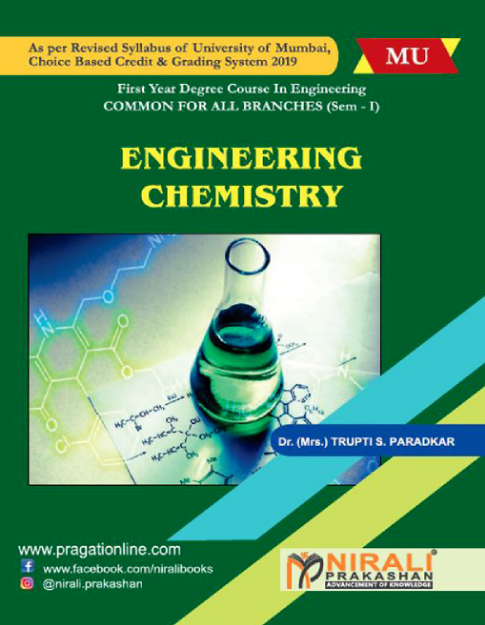 As per Revised Syllabus of University of Mumbai,
Choice Based Credit & Grading System 2019
MU
First Year Degree Course In Engineering
COMMON FOR ALL BRANCHES (Sem - I)
ENGINEERING
CHEMISTRY
Dr. (Mrs.) TRUPTI S. PARADKAR
www.pragationline.com
www.facebook.com/niralibooks
@nirali.prakashan
NIRALI
PRAKASHAN
ADVANCEMENT OF KNOWLEDGE